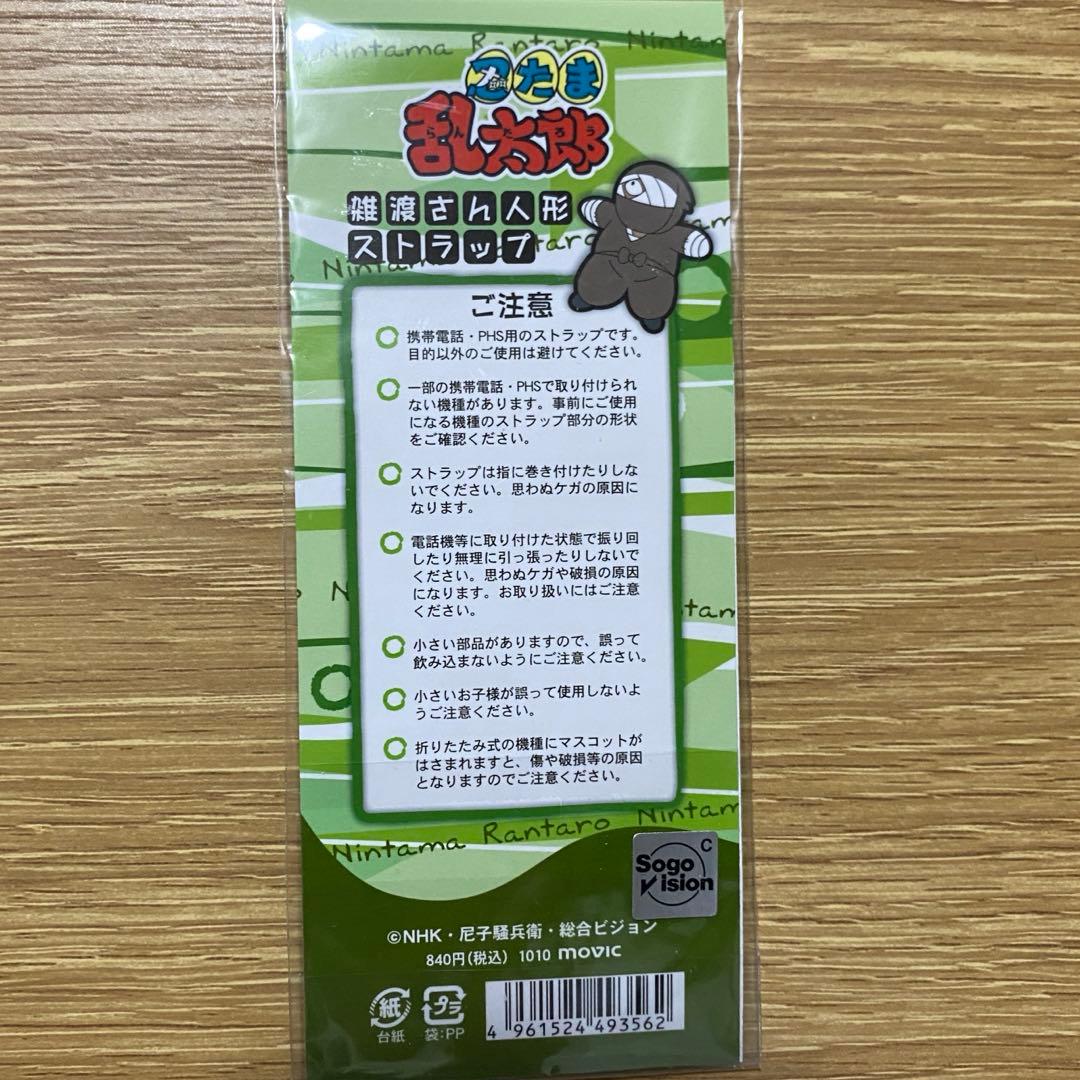 Nintama Rantaro Nintam
忍たま
乱太郎
らん た ろう
雑渡さん人形
ストラップ
ご注意
携帯電話・PHS用のストラップです。
目的以外のご使用は避けてください。
一部の携帯電話・PHSで取り付けられ
ない機種があります。事前にご使用
になる機種のストラップ部分の形状
をご確認ください。
ストラップは指に巻き付けたりしな
いでください。思わぬケガの原因に
なります。
電話機等に取り付けた状態で振り回
したり無理に引っ張ったりしないで
ください。思わぬケガや破損の原因
になります。お取り扱いにはご注意
ください。
小さい部品がありますので、誤って
飲み込まないようにご注意ください。
小さいお子様が誤って使用しないよ
うご注意ください。
折りたたみ式の機種にマスコットが
はさまれますと、傷や破損等の原因
となりますのでご注意ください。
Nintama Rantaro Nintam
Sogo Vision C
©NHK・尼子騒兵衛・総合ビジョン
840円(税込) 1010 movic
紙
台紙
プラ
袋:PP
4 961524 493562